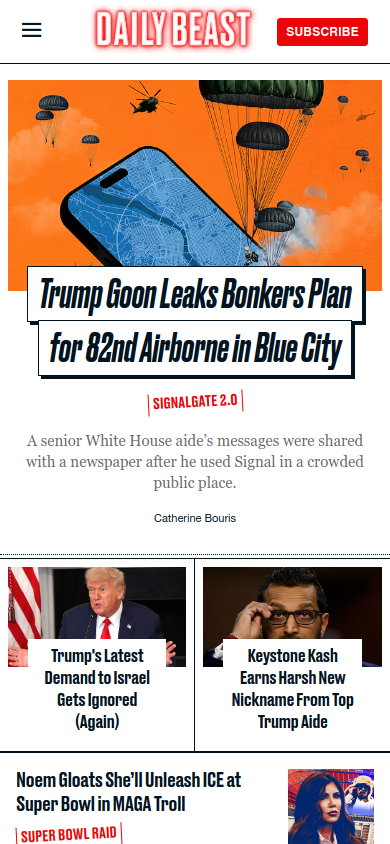 DAILY BEAST
SUBSCRIBE
Trump Goon Leaks Bonkers Plan
for 82nd Airborne in Blue City
SIGNALGATE 2.0
A senior White House aide’s messages were shared
with a newspaper after he used Signal in a crowded
public place.
Catherine Bouris
Trump's Latest
Demand to Israel
Gets Ignored
(Again)
Keystone Kash
Earns Harsh New
Nickname From Top
Trump Aide
Noem Gloats She’ll Unleash ICE at
Super Bowl in MAGA Troll
SUPER BOWL RAID